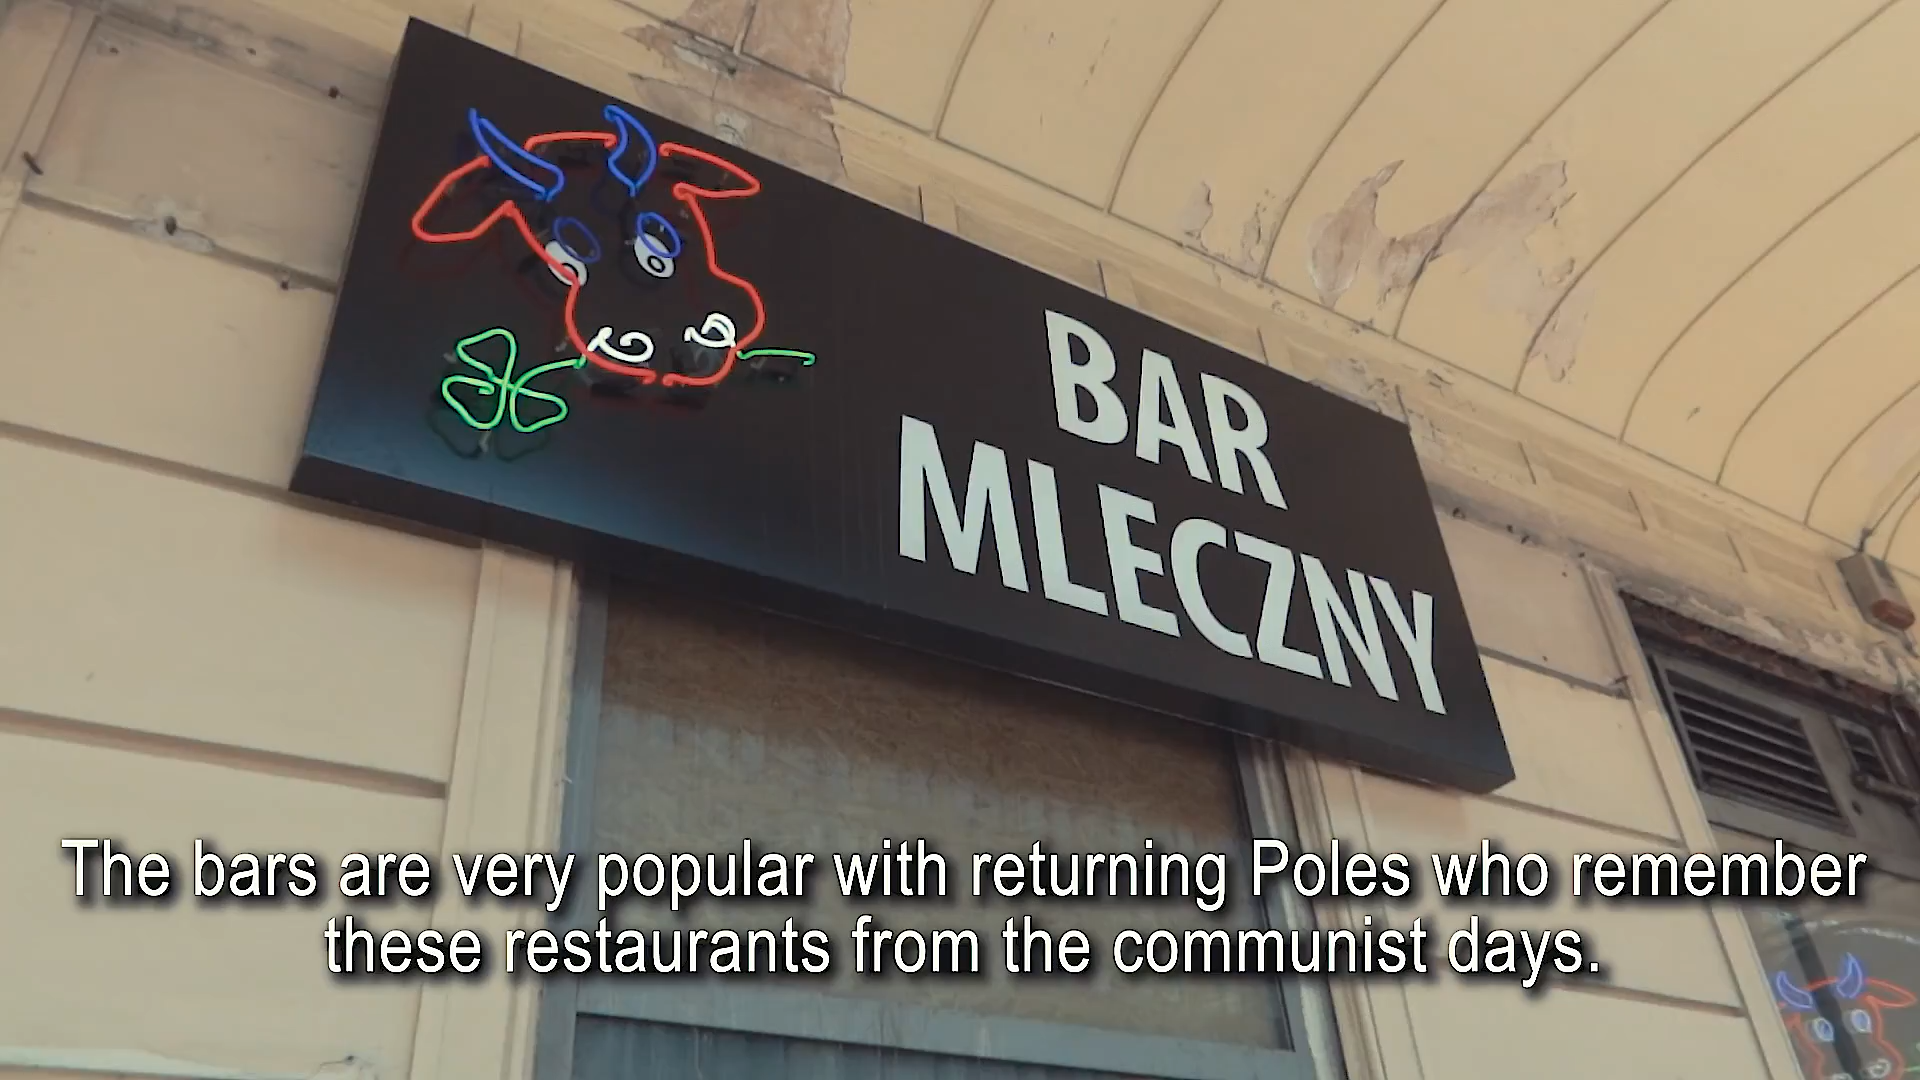 BAR
MLECZNY
The bars are very popular with returning Poles who remember
these restaurants from the communist days.